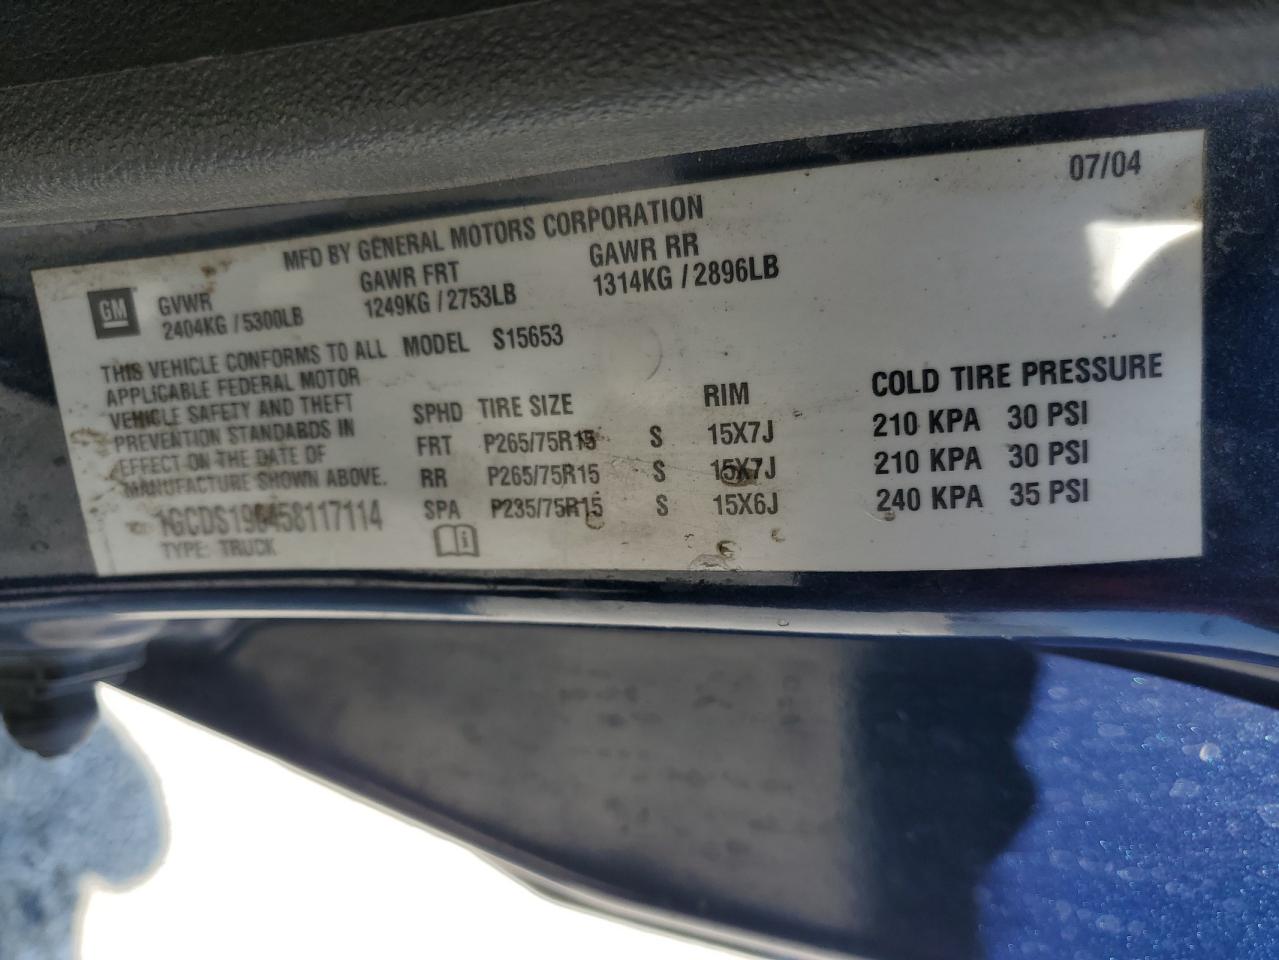 07/04
MFD BY GENERAL MOTORS CORPORATION
GM GVWR GAWR FRT GAWR RR
2404KG / 5300LB 1249KG / 2753LB 1314KG / 2896LB
THIS VEHICLE CONFORMS TO ALL MODEL S15653
APPLICABLE FEDERAL MOTOR
VEHICLE SAFETY AND THEFT
PREVENTION STANDARDS IN
EFFECT ON THE DATE OF
MANUFACTURE SHOWN ABOVE.
TYPE: TRUCK
SPHD TIRE SIZE RIM COLD TIRE PRESSURE
FRT P265/75R15 S 15X7J 210 KPA 30 PSI
RR P265/75R15 S 15X7J 210 KPA 30 PSI
SPA P235/75R15 S 15X6J 240 KPA 35 PSI